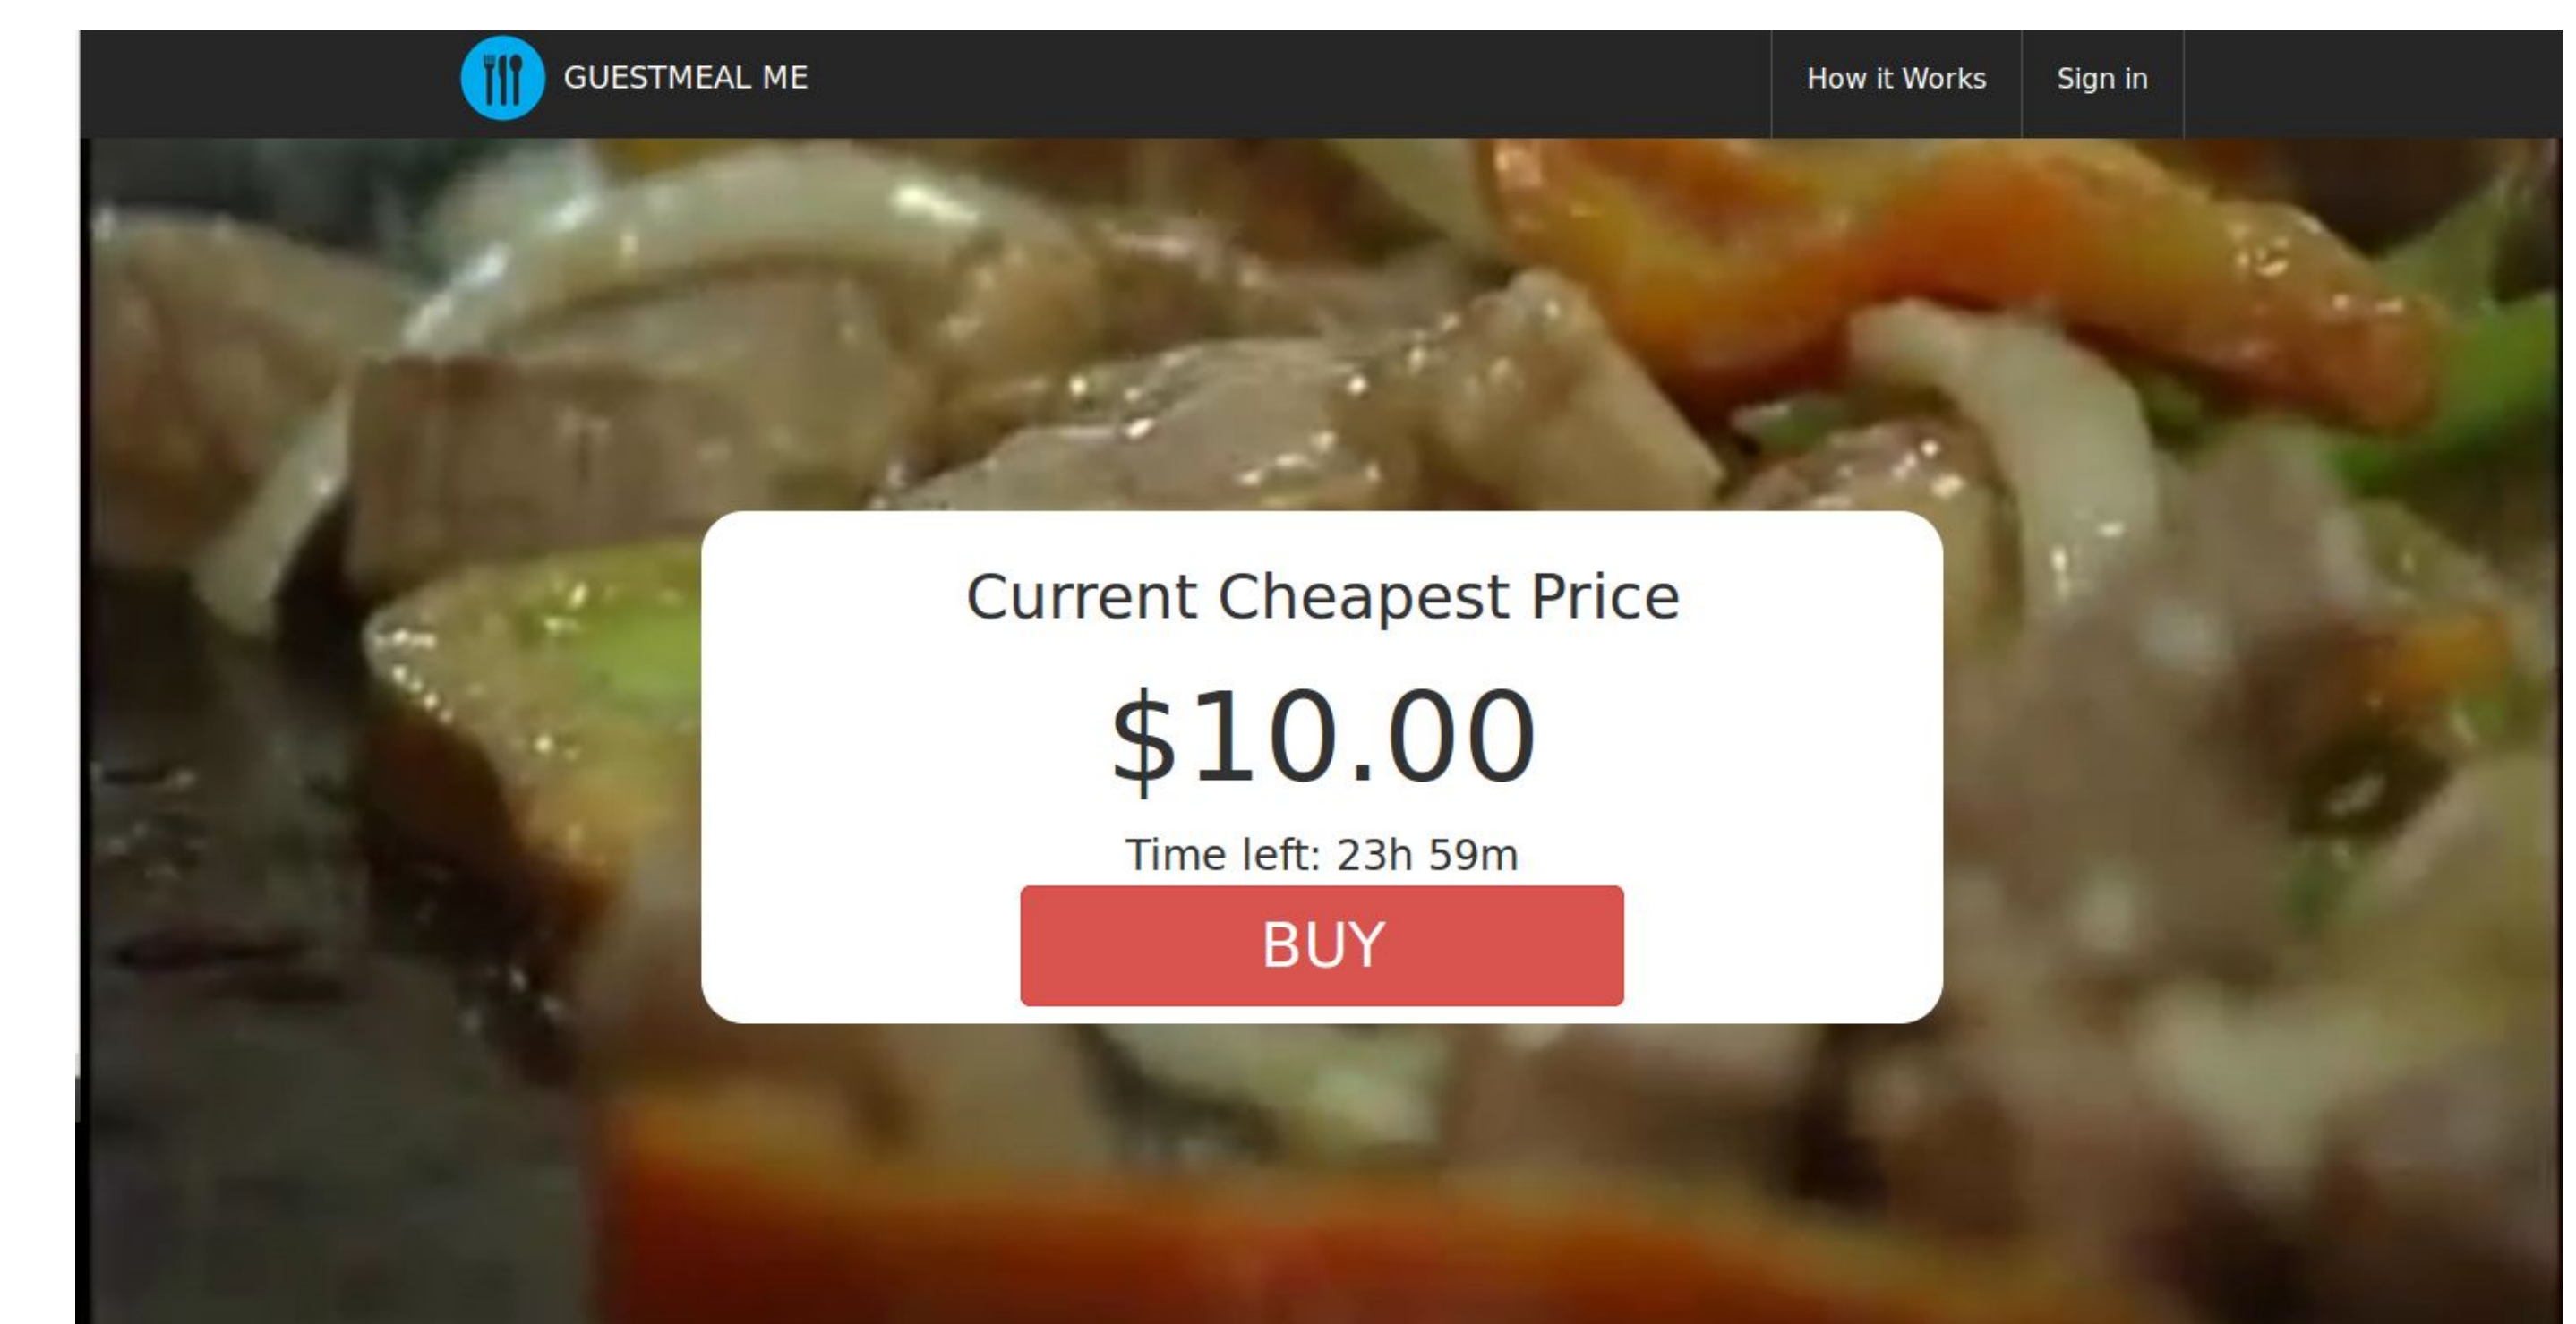 GUESTMEAL ME
How it Works
Sign in
Current Cheapest Price
$10.00
Time left: 23h 59m
BUY